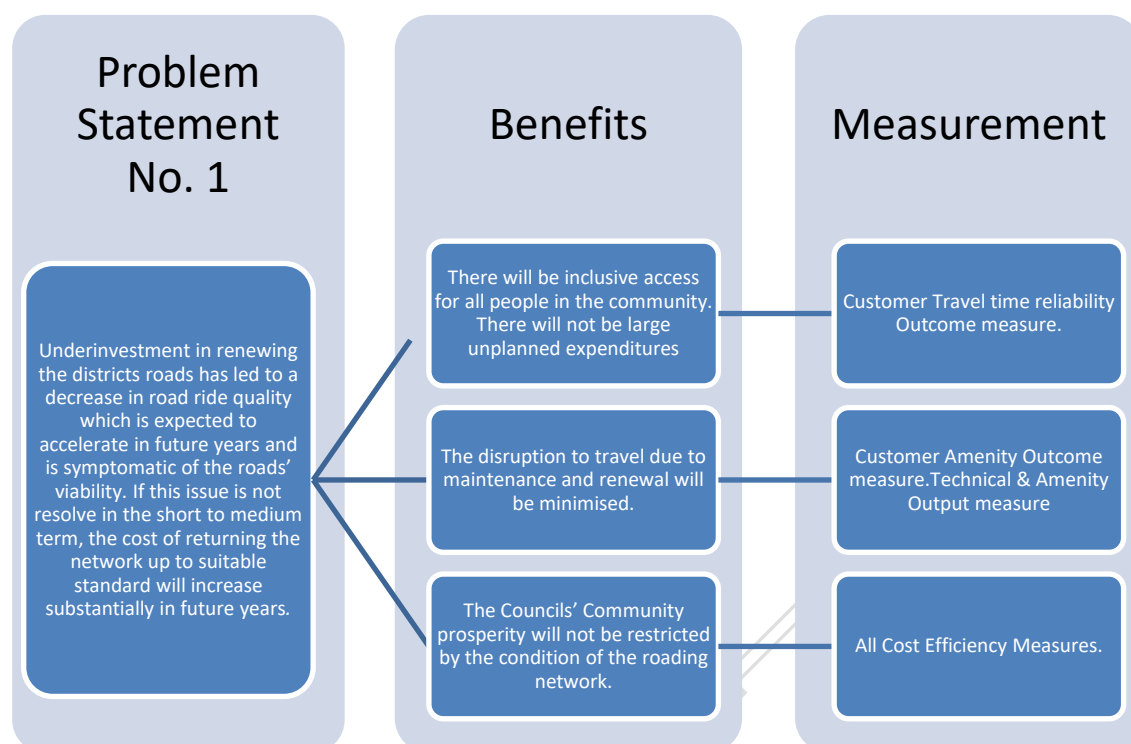 Problem
Statement
No. 1
Underinvestment in renewing
the districts roads has led to a
decrease in road ride quality
which is expected to
accelerate in future years and
is symptomatic of the roads’
viability. If this issue is not
resolve in the short to medium
term, the cost of returning the
network up to suitable
standard will increase
substantially in future years.
Benefits
There will be inclusive access
for all people in the community.
There will not be large
unplanned expenditures
The disruption to travel due to
maintenance and renewal will
be minimised.
The Councils’ Community
prosperity will not be restricted
by the condition of the roading
network.
Measurement
Customer Travel time reliability
Outcome measure.
Customer Amenity Outcome
measure.Technical & Amenity
Output measure
All Cost Efficiency Measures.